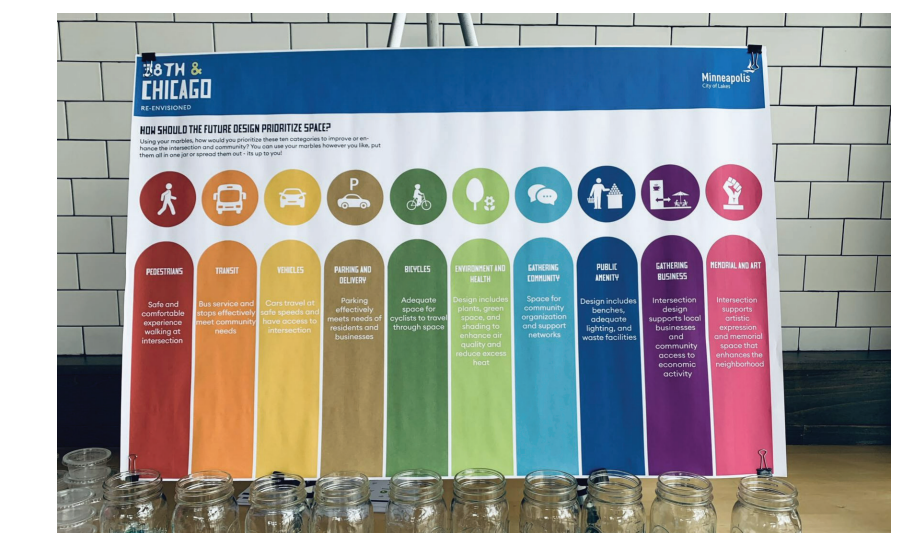 38TH &
CHICAGO
RE-ENVISIONED
Minneapolis
City of Lakes
HOW SHOULD THE FUTURE DESIGN PRIORITIZE SPACE?
Using your marbles, how would you prioritize these ten categories to improve or en-
hance the intersection and community? You can use your marbles however you like, put
them all in one jar or spread them out - its up to you!
P
PEDESTRIANS
Safe and
comfortable
experience
walking at
intersection
TRANSIT
Bus service and
stops effectively
meet community
needs
VEHICLES
Cars travel at
safe speeds and
have access to
intersection
PARKING AND
DELIVERY
Parking
effectively
meets needs of
residents and
businesses
BICYCLES
Adequate
space for
cyclists to travel
through space
ENVIRONMENT AND
HEALTH
Design includes
plants, green
space, and
shading to
enhance air
quality and
reduce excess
heat
GATHERING
COMMUNITY
Space for
community
organization
and support
networks
PUBLIC
AMENITY
Design includes
benches,
adequate
lighting, and
waste facilities
GATHERING
BUSINESS
Intersection
design
supports local
businesses
and
community
access to
economic
activity
MEMORIAL AND ART
Intersection
supports
artistic
expression
and memorial
space that
enhances the
neighborhood